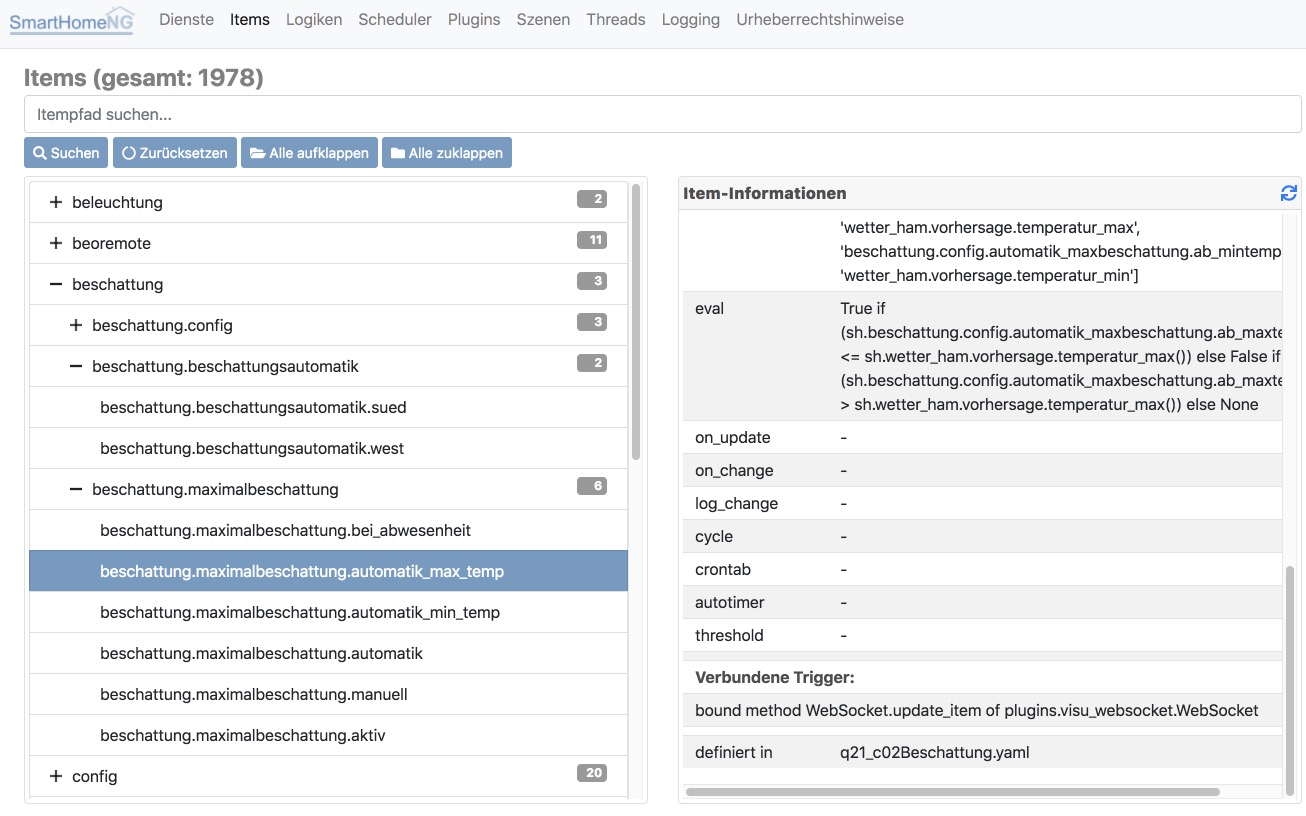 SmartHomeNG
Dienste Items Logiken Scheduler Plugins Szenen Threads Logging Urheberrechtshinweise
Items (gesamt: 1978)
Itempfad suchen...
Suchen Zurücksetzen Alle aufklappen Alle zuklappen
+ beleuchtung 2
+ beoremote 11
− beschattung 3
+ beschattung.config 3
− beschattung.beschattungsautomatik 2
beschattung.beschattungsautomatik.sued
beschattung.beschattungsautomatik.west
− beschattung.maximalbeschattung 6
beschattung.maximalbeschattung.bei_abwesenheit
beschattung.maximalbeschattung.automatik_max_temp
beschattung.maximalbeschattung.automatik_min_temp
beschattung.maximalbeschattung.automatik
beschattung.maximalbeschattung.manuell
beschattung.maximalbeschattung.aktiv
+ config 20
Item-Informationen
'wetter_ham.vorhersage.temperatur_max',
'beschattung.config.automatik_maxbeschattung.ab_mintemp
'wetter_ham.vorhersage.temperatur_min']
eval True if
(sh.beschattung.config.automatik_maxbeschattung.ab_maxte
<= sh.wetter_ham.vorhersage.temperatur_max()) else False if
(sh.beschattung.config.automatik_maxbeschattung.ab_maxte
> sh.wetter_ham.vorhersage.temperatur_max()) else None
on_update -
on_change -
log_change -
cycle -
crontab -
autotimer -
threshold -
Verbundene Trigger:
bound method WebSocket.update_item of plugins.visu_websocket.WebSocket
definiert in q21_c02Beschattung.yaml